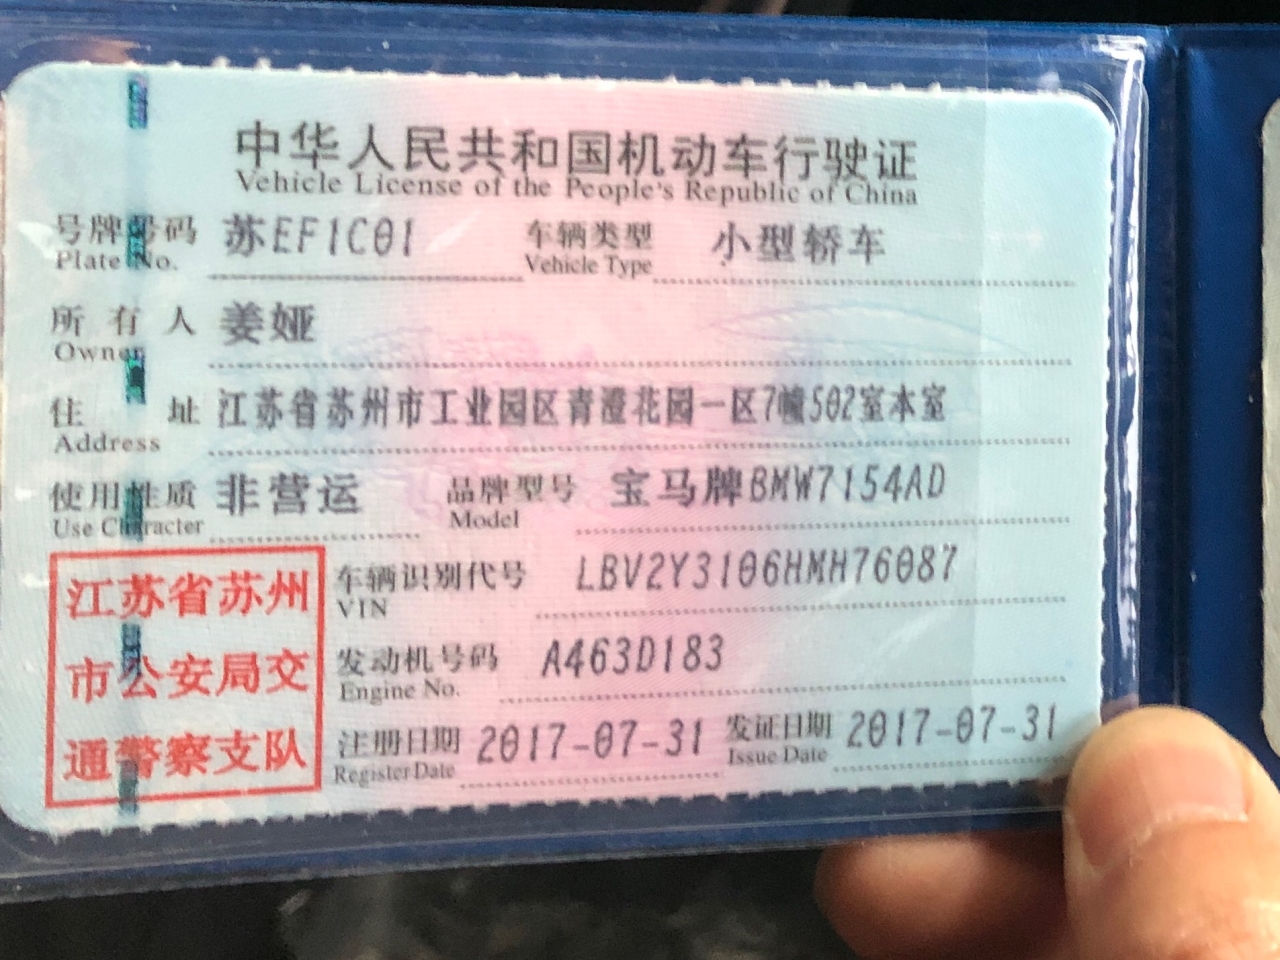 中华人民共和国机动车行驶证
Vehicle License of the People's Republic of China
号牌号码 苏EF1C01 车辆类型 小型轿车
Plate No. Vehicle Type
所有人 姜娅
Owner
住址 江苏省苏州市工业园区青澄花园一区7幢502室本室
Address
使用性质 非营运 品牌型号 宝马牌BMW7154AD
Use Character Model
江苏省苏州
市公安局交
通警察支队
车辆识别代号 LBV2Y3106HMH76087
VIN
发动机号码 A463D183
Engine No.
注册日期 2017-07-31 发证日期 2017-07-31
Register Date Issue Date